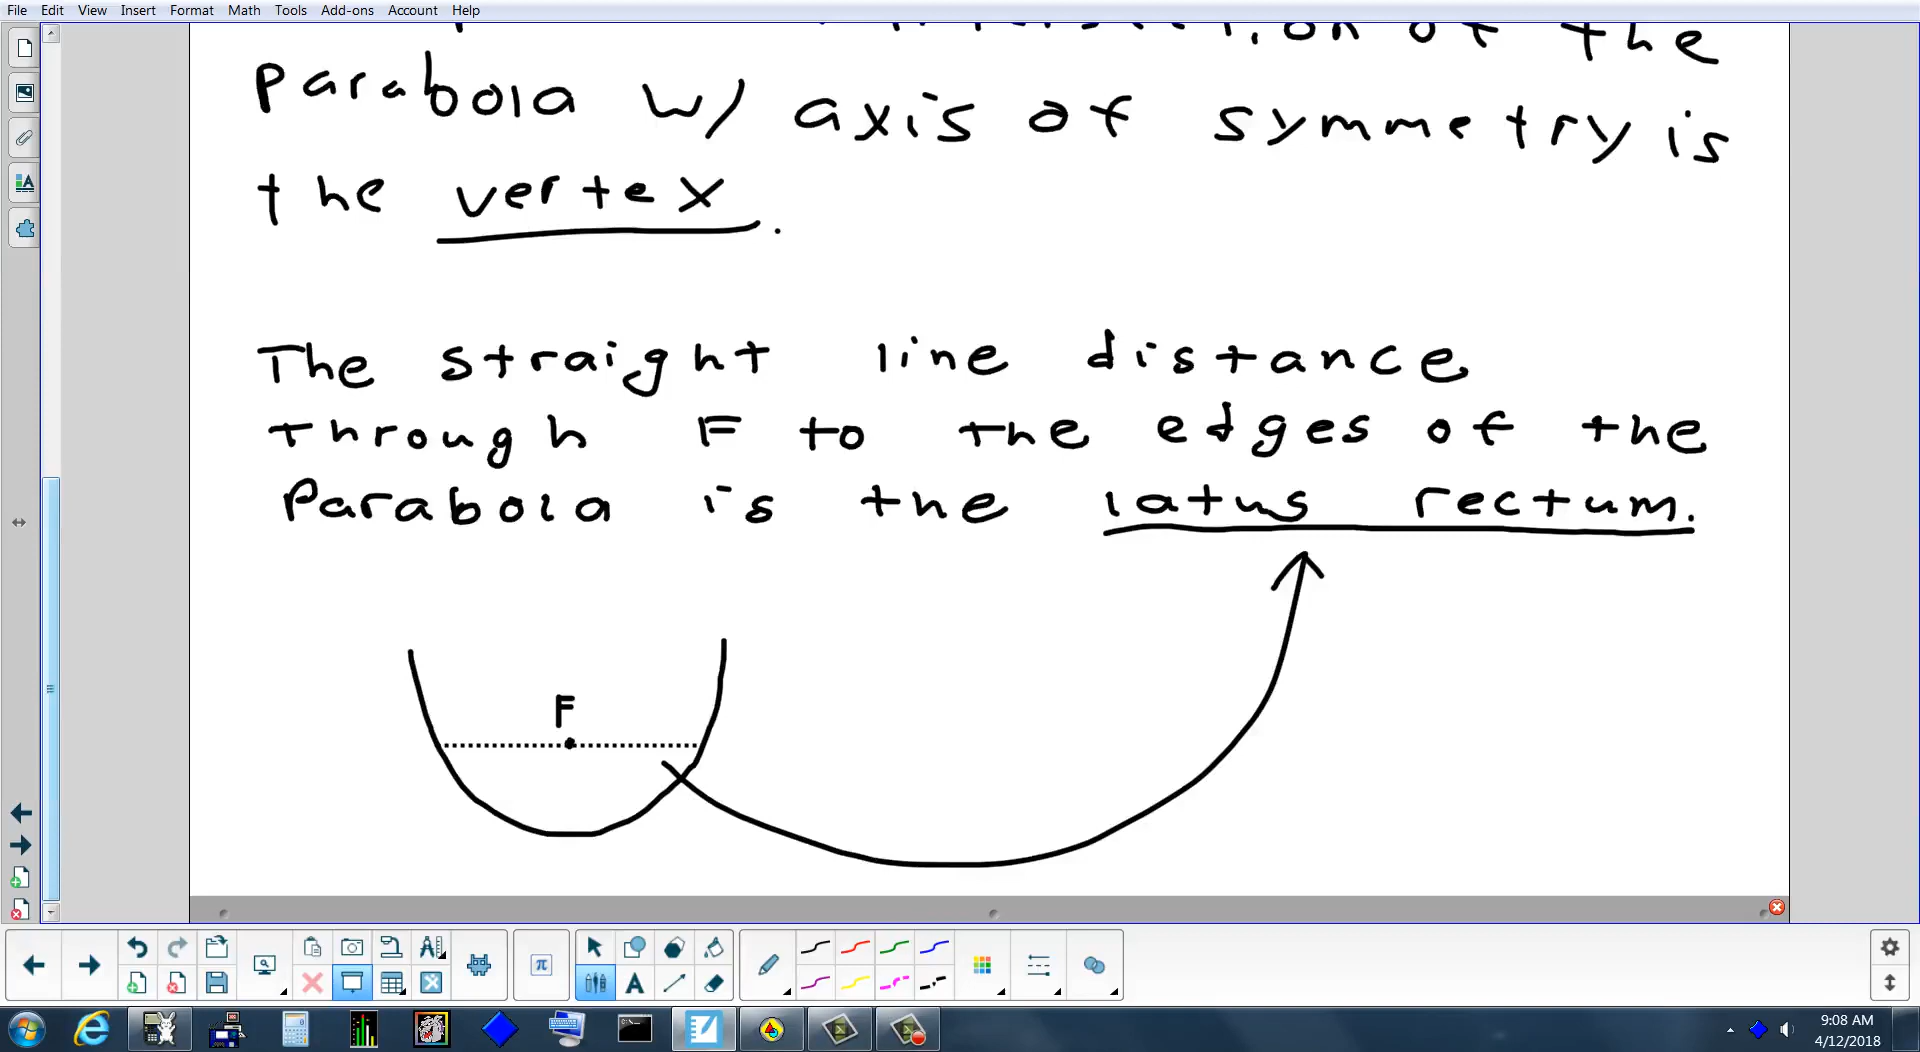 File Edit View Insert Format Math Tools Add-ons Account Help
of the
Parabola w/ axis of symmetry is
the vertex.
The straight line distance
through F to the edges of the
Parabola is the latus rectum.
F
π
A
9:08 AM
4/12/2018